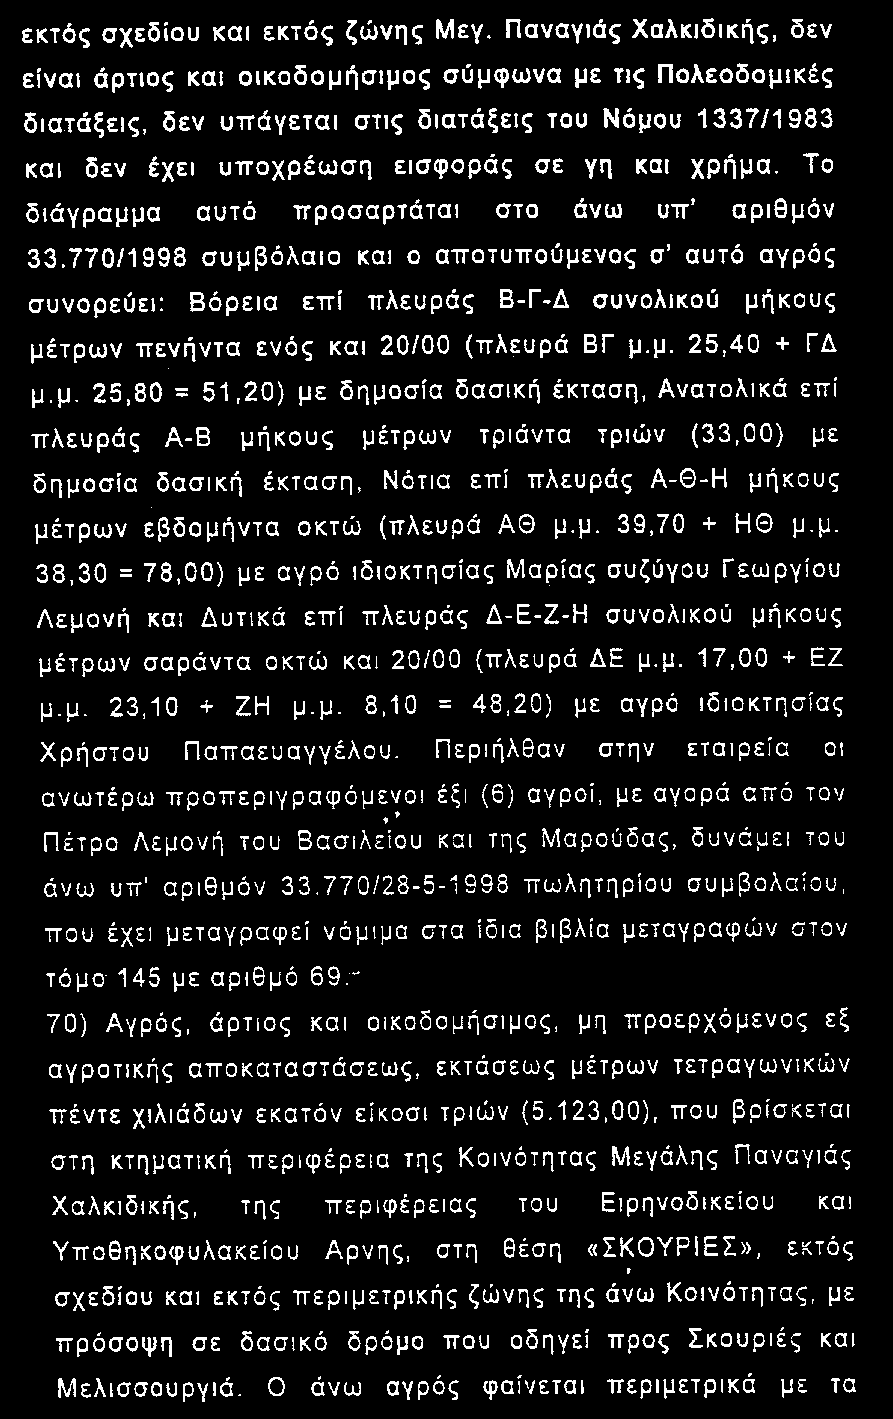 εκτός σχεδίου και εκτός ζώνης Μεγ. Παναγιάς Χαλκιδικής, δεν
είναι άρτιος και οικοδομήσιμος σύμφωνα με τις Πολεοδομικές
διατάξεις, δεν υπάγεται στις διατάξεις του Νόμου 1337/1983
και δεν έχει υποχρέωση εισφοράς σε γη και χρήμα. Το
διάγραμμα αυτό προσαρτάται στο άνω υπ’ αριθμόν
33.770/1998 συμβόλαιο και ο αποτυπούμενος σ’ αυτό αγρός
συνορεύει: Βόρεια επί πλευράς Β-Γ-Δ συνολικού μήκους
μέτρων πενήντα ενός και 20/00 (πλευρά ΒΓ μ.μ. 25,40 + ΓΔ
μ.μ. 25,80 = 51,20) με δημοσία δασική έκταση, Ανατολικά επί
πλευράς Α-Β μήκους μέτρων τριάντα τριών (33,00) με
δημοσία δασική έκταση, Νότια επί πλευράς Α-Θ-Η μήκους
μέτρων εβδομήντα οκτώ (πλευρά ΑΘ μ.μ. 39,70 + ΗΘ μ.μ.
38,30 = 78,00) με αγρό ιδιοκτησίας Μαρίας συζύγου Γεωργίου
Λεμονή και Δυτικά επί πλευράς Δ-Ε-Ζ-Η συνολικού μήκους
μέτρων σαράντα οκτώ και 20/00 (πλευρά ΔΕ μ.μ. 17,00 + ΕΖ
μ.μ. 23,10 + ΖΗ μ.μ. 8,10 = 48,20) με αγρό ιδιοκτησίας
Χρήστου Παπαευαγγέλου. Περιήλθαν στην εταιρεία οι
ανωτέρω προπεριγραφόμενοι έξι (6) αγροί, με αγορά από τον
Πέτρο Λεμονή του Βασιλείου και της Μαρούδας, δυνάμει του
άνω υπ' αριθμόν 33.770/28-5-1998 πωλητηρίου συμβολαίου,
που έχει μεταγραφεί νόμιμα στα ίδια βιβλία μεταγραφών στον
τόμο 145 με αριθμό 69.-
70) Αγρός, άρτιος και οικοδομήσιμος, μη προερχόμενος εξ
αγροτικής αποκαταστάσεως, εκτάσεως μέτρων τετραγωνικών
πέντε χιλιάδων εκατόν είκοσι τριών (5.123,00), που βρίσκεται
στη κτηματική περιφέρεια της Κοινότητας Μεγάλης Παναγιάς
Χαλκιδικής, της περιφέρειας του Ειρηνοδικείου και
Υποθηκοφυλακείου Αρνης, στη θέση «ΣΚΟΥΡΙΕΣ», εκτός
σχεδίου και εκτός περιμετρικής ζώνης της άνω Κοινότητας, με
πρόσοψη σε δασικό δρόμο που οδηγεί προς Σκουριές και
Μελισσουργιά. Ο άνω αγρός φαίνεται περιμετρικά με τα